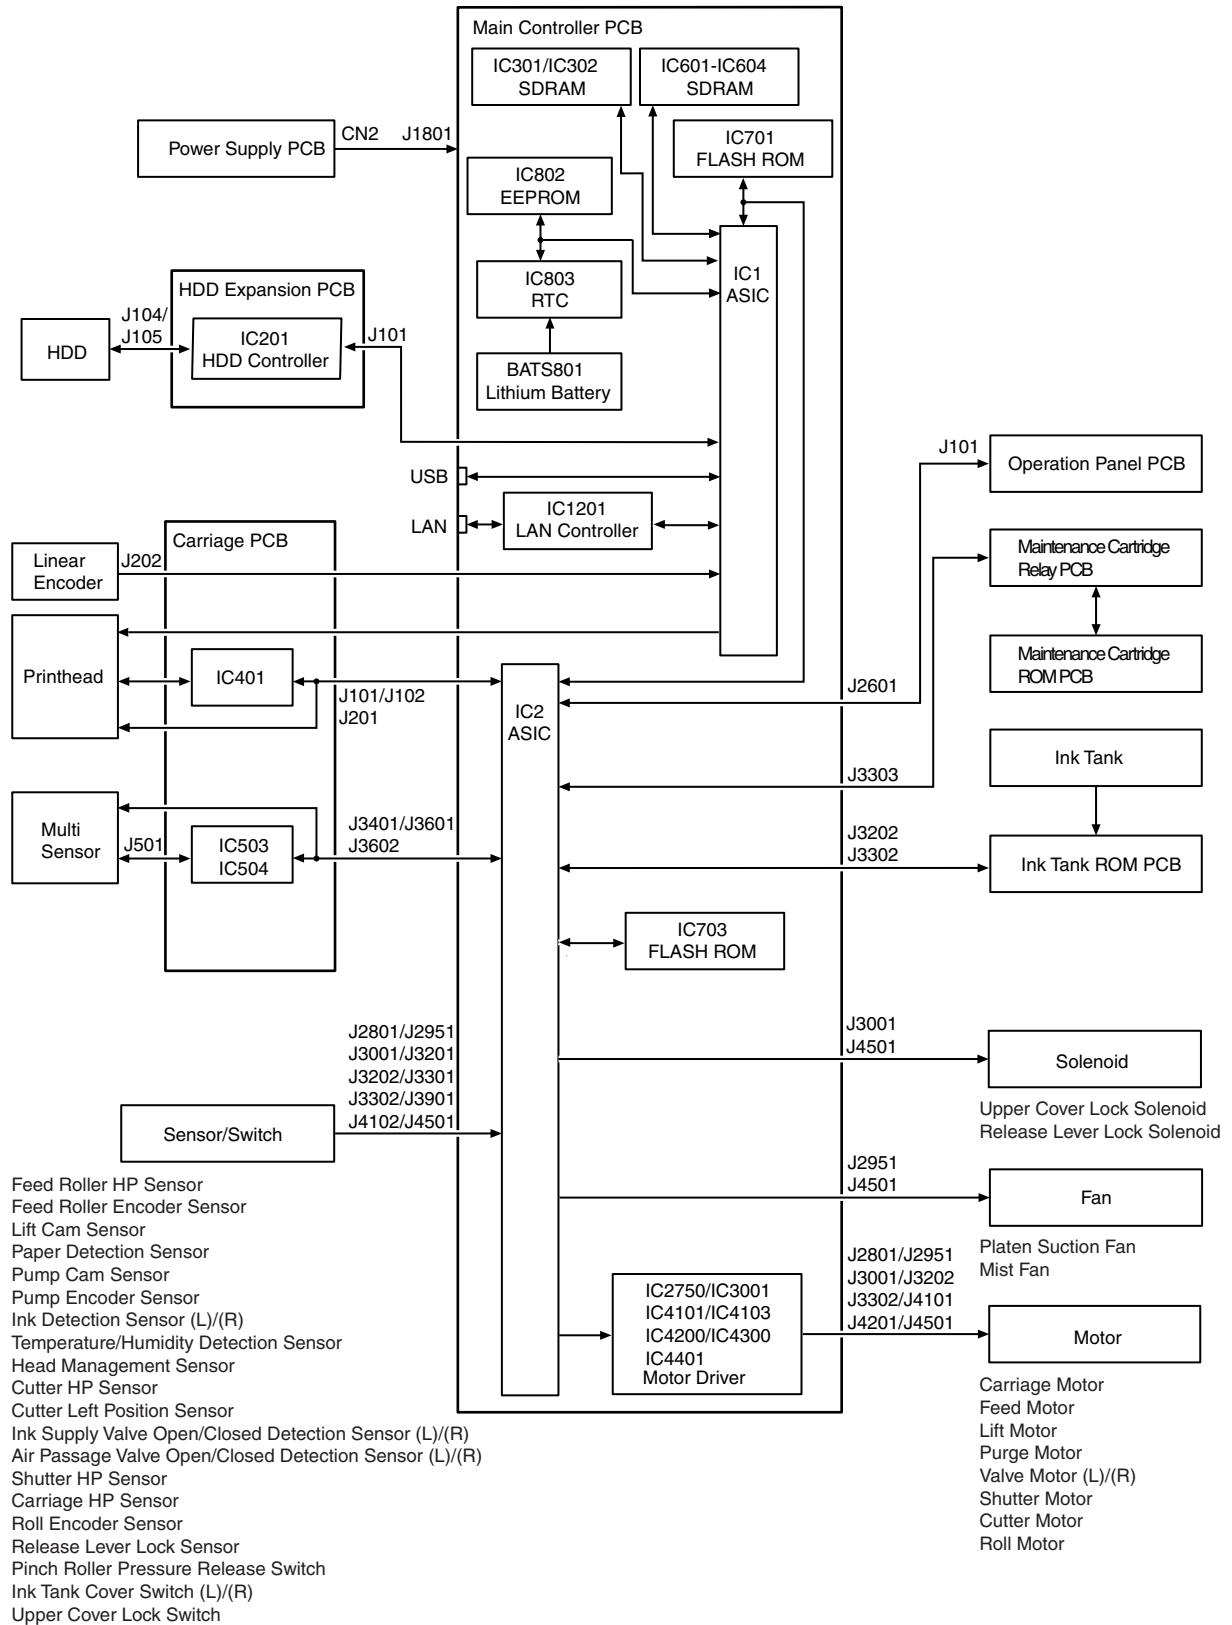 Main Controller PCB
IC301/IC302
SDRAM
IC601-IC604
SDRAM
Power Supply PCB
CN2
J1801
IC701
FLASH ROM
IC802
EEPROM
IC803
RTC
IC1
ASIC
BATS801
Lithium Battery
HDD Expansion PCB
J104/
J105
HDD
IC201
HDD Controller
J101
USB
LAN
IC1201
LAN Controller
J101
Operation Panel PCB
Carriage PCB
Linear
Encoder
J202
Maintenance Cartridge
Relay PCB
Maintenance Cartridge
ROM PCB
Printhead
IC401
J101/J102
J201
IC2
ASIC
J2601
J3303
Ink Tank
Multi
Sensor
J501
IC503
IC504
J3401/J3601
J3602
J3202
J3302
Ink Tank ROM PCB
IC703
FLASH ROM
J2801/J2951
J3001/J3201
J3202/J3301
J3302/J3901
J4102/J4501
Sensor/Switch
J3001
J4501
Solenoid
Upper Cover Lock Solenoid
Release Lever Lock Solenoid
J2951
J4501
Fan
Platen Suction Fan
Mist Fan
IC2750/IC3001
IC4101/IC4103
IC4200/IC4300
IC4401
Motor Driver
J2801/J2951
J3001/J3202
J3302/J4101
J4201/J4501
Motor
Carriage Motor
Feed Motor
Lift Motor
Purge Motor
Valve Motor (L)/(R)
Shutter Motor
Cutter Motor
Roll Motor
Feed Roller HP Sensor
Feed Roller Encoder Sensor
Lift Cam Sensor
Paper Detection Sensor
Pump Cam Sensor
Pump Encoder Sensor
Ink Detection Sensor (L)/(R)
Temperature/Humidity Detection Sensor
Head Management Sensor
Cutter HP Sensor
Cutter Left Position Sensor
Ink Supply Valve Open/Closed Detection Sensor (L)/(R)
Air Passage Valve Open/Closed Detection Sensor (L)/(R)
Shutter HP Sensor
Carriage HP Sensor
Roll Encoder Sensor
Release Lever Lock Sensor
Pinch Roller Pressure Release Switch
Ink Tank Cover Switch (L)/(R)
Upper Cover Lock Switch